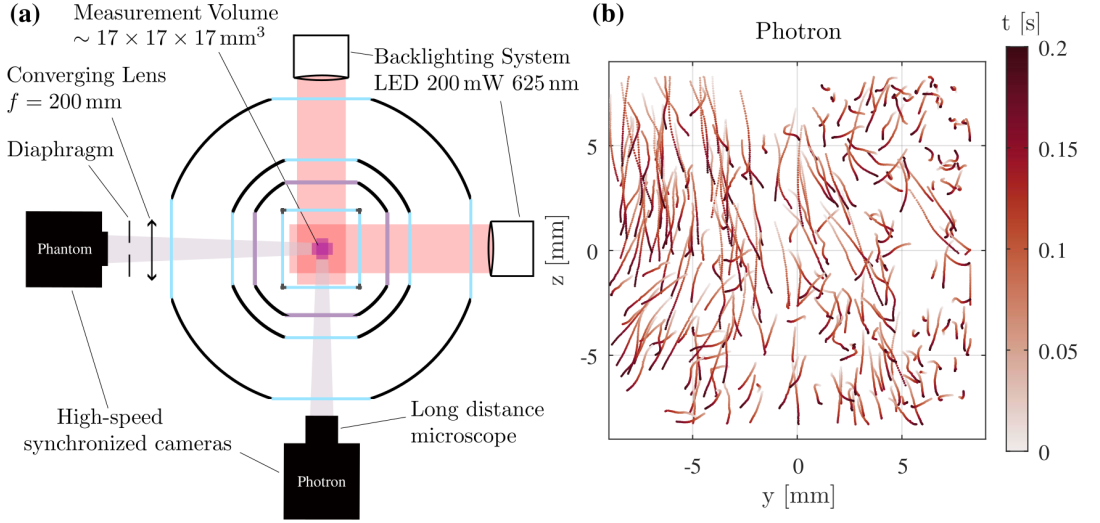 (a)
Measurement Volume
∼ 17 × 17 × 17 mm³
Converging Lens
f = 200 mm
Diaphragm
Backlighting System
LED 200 mW 625 nm
Phantom
High-speed
synchronized cameras
Photron
Long distance
microscope
(b)
Photron
t [s]
z [mm]
5
0
-5
-5
0
5
y [mm]
0.2
0.15
0.1
0.05
0